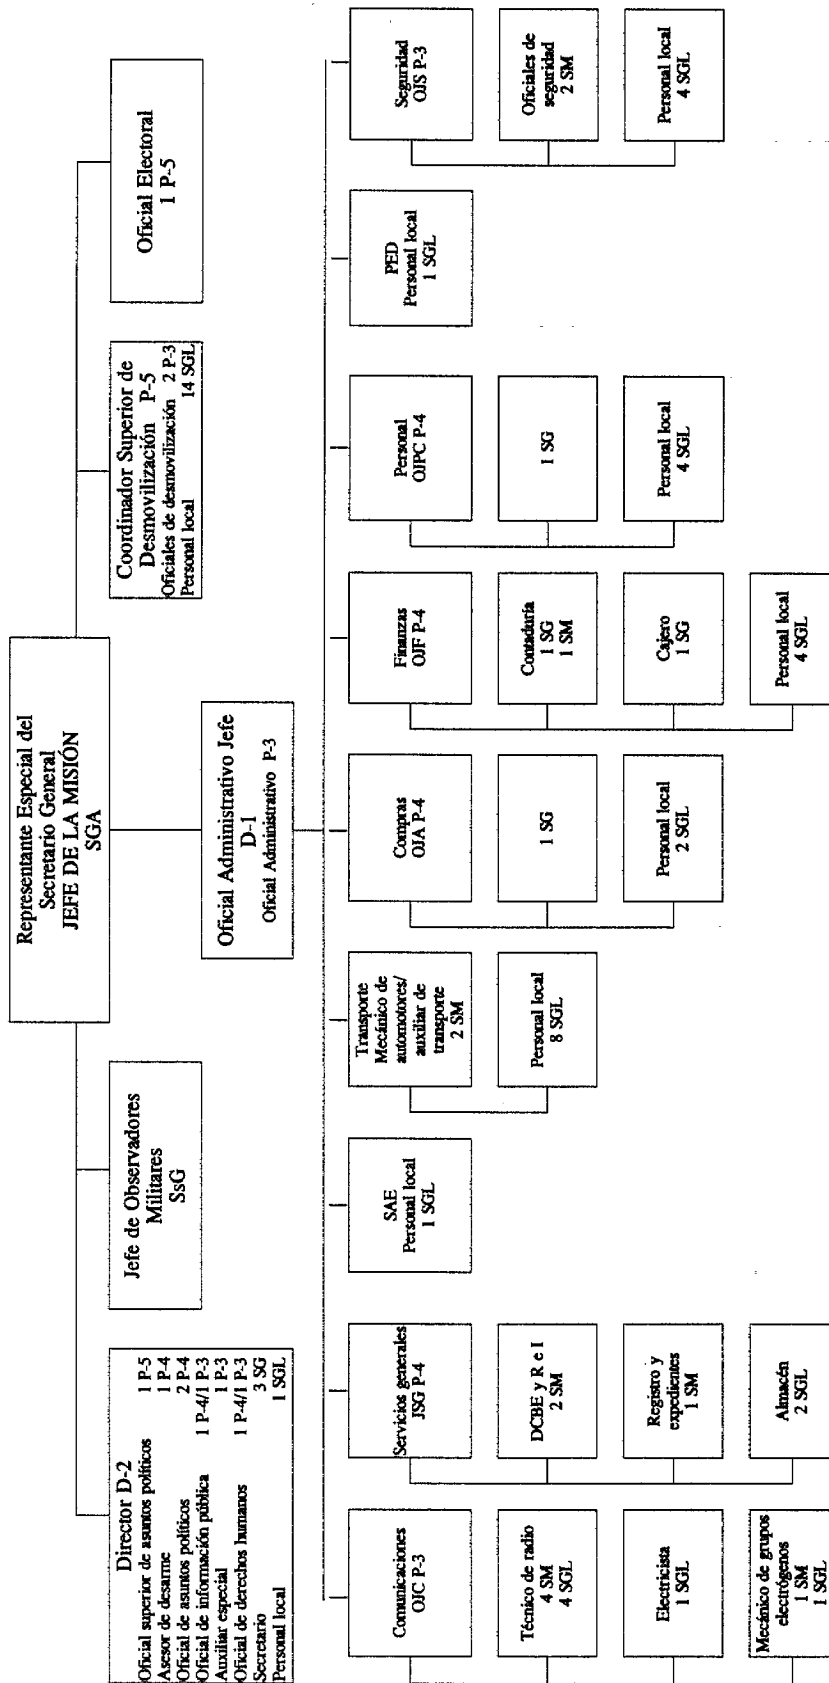 Representante Especial del
Secretario General
JEFE DE LA MISIÓN
SGA
Director D-2
Oficial superior de asuntos políticos 1 P-5
Asesor de desarme 1 P-4
Oficial de asuntos políticos 2 P-4
Oficial de información pública 1 P-4/1 P-3
Auxiliar especial 1 P-3
Oficial de derechos humanos 1 P-4/1 P-3
Secretario 3 SG
Personal local 1 SGL
Jefe de Observadores
Militares
SsG
Coordinador Superior de
Desmovilización P-5
Oficiales de desmovilización 2 P-3
Personal local 14 SGL
Oficial Electoral
1 P-5
Oficial Administrativo Jefe
D-1
Oficial Administrativo P-3
Comunicaciones
OJC P-3
Técnico de radio
4 SM
4 SGL
Electricista
1 SGL
Mecánico de grupos
electrógenos
1 SM
1 SGL
Servicios generales
JSG P-4
DCBE y R e I
2 SM
Registro y
expedientes
1 SM
Almacén
2 SGL
SAE
Personal local
1 SGL
Transporte
Mecánico de
automotores/
auxiliar de
transporte
2 SM
Personal local
8 SGL
Compras
OJA P-4
1 SG
Personal local
2 SGL
Finanzas
OJF P-4
Contaduría
1 SG
1 SM
Cajero
1 SG
Personal local
4 SGL
Personal
OJPC P-4
1 SG
Personal local
4 SGL
PED
Personal local
1 SGL
Seguridad
OJS P-3
Oficiales de
seguridad
2 SM
Personal local
4 SGL